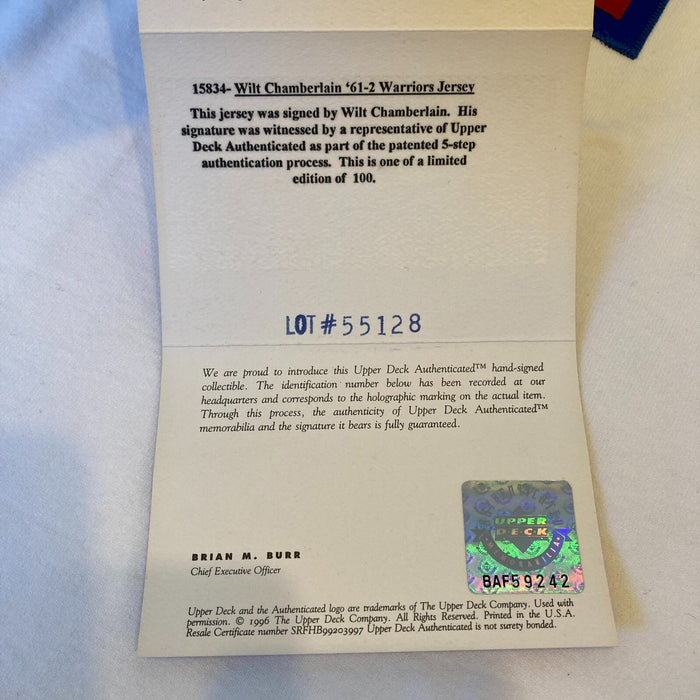 15834- Wilt Chamberlain '61-2 Warriors Jersey
This jersey was signed by Wilt Chamberlain. His
signature was witnessed by a representative of Upper
Deck Authenticated as part of the patented 5-step
authentication process. This is one of a limited
edition of 100.
LOT # 55128
We are proud to introduce this Upper Deck Authenticated™ hand-signed
collectible. The identification number below has been recorded at our
headquarters and corresponds to the holographic marking on the actual item.
Through this process, the authenticity of Upper Deck Authenticated™
memorabilia and the signature it bears is fully guaranteed.
UPPER
DECK
BAF59242
BRIAN M. BURR
Chief Executive Officer
Upper Deck and the Authenticated logo are trademarks of The Upper Deck Company. Used with
permission. © 1996 The Upper Deck Company. All Rights Reserved. Printed in the U.S.A.
Resale Certificate number SRFHB99203997 Upper Deck Authenticated is not surety bonded.